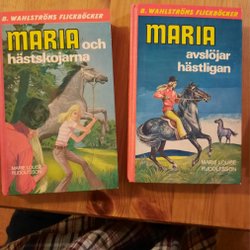 B. WAHLSTRÖMS FLICKBÖCKER
MARIA och
hästskojarna
MARIE LOUISE
RUDOLFSSON
B. WAHLSTRÖMS FLICKBÖCKER
MARIA
avslöjar
hästligan
MARIE LOUISE
RUDOLFSSON